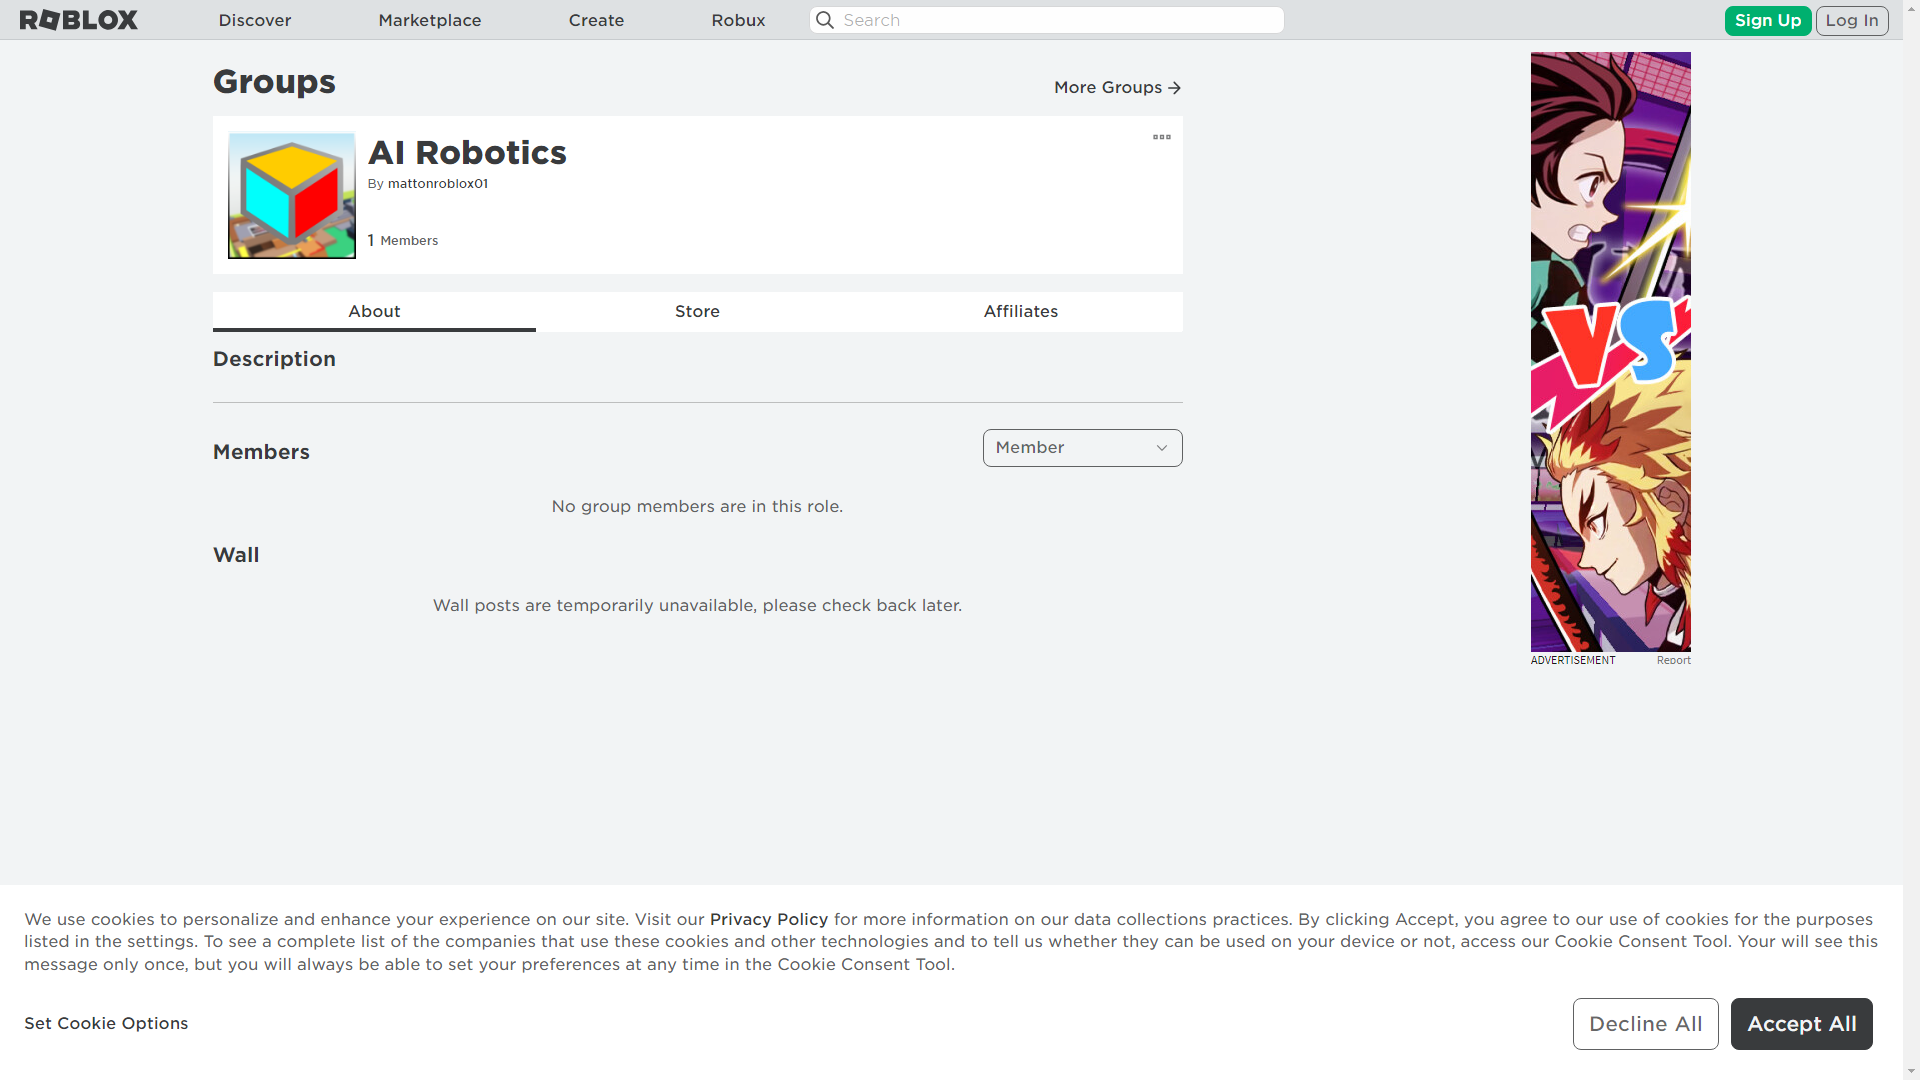 ROBLOX
Discover
Marketplace
Create
Robux
Search
Sign Up
Log In
Groups
More Groups
AI Robotics
By mattonroblox01
1 Members
About
Store
Affiliates
Description
Members
Member
No group members are in this role.
Wall
Wall posts are temporarily unavailable, please check back later.
VS
ADVERTISEMENT
Report
We use cookies to personalize and enhance your experience on our site. Visit our Privacy Policy for more information on our data collections practices. By clicking Accept, you agree to our use of cookies for the purposes
listed in the settings. To see a complete list of the companies that use these cookies and other technologies and to tell us whether they can be used on your device or not, access our Cookie Consent Tool. Your will see this
message only once, but you will always be able to set your preferences at any time in the Cookie Consent Tool.
Set Cookie Options
Decline All
Accept All